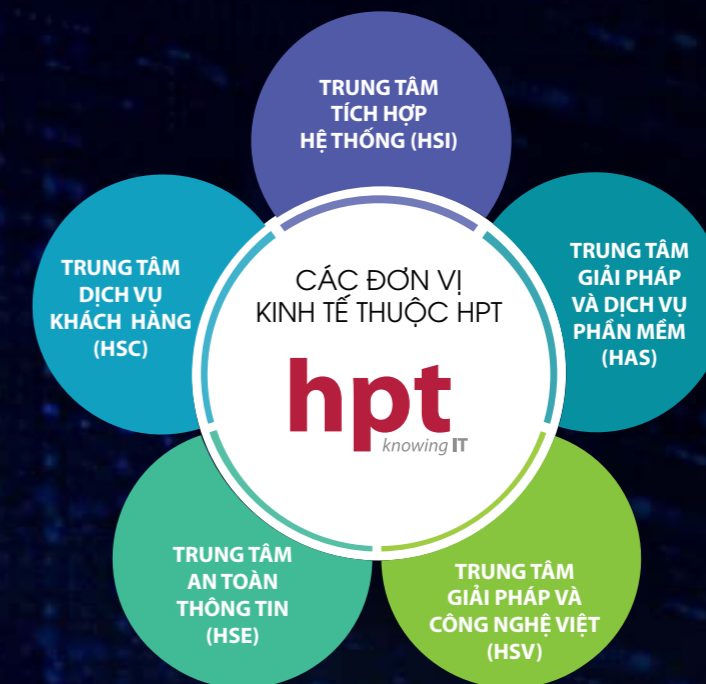 TRUNG TÂM
TÍCH HỢP
HỆ THỐNG (HSI)
TRUNG TÂM
GIẢI PHÁP
VÀ DỊCH VỤ
PHẦN MỀM
(HAS)
TRUNG TÂM
DỊCH VỤ
KHÁCH HÀNG
(HSC)
CÁC ĐƠN VỊ
KINH TẾ THUỘC HPT
hpt
knowing IT
TRUNG TÂM
AN TOÀN
THÔNG TIN
(HSE)
TRUNG TÂM
GIẢI PHÁP VÀ
CÔNG NGHỆ VIỆT
(HSV)